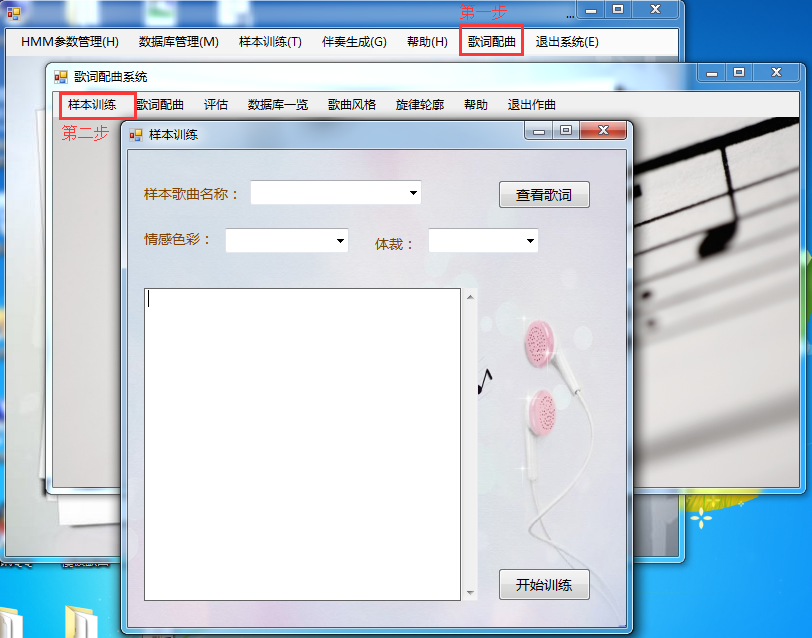 第一步
...
HMM参数管理(H) 数据库管理(M) 样本训练(T) 伴奏生成(G) 帮助(H) 歌词配曲 退出系统(E)
歌词配曲系统
样本训练 歌词配曲 评估 数据库一览 歌曲风格 旋律轮廓 帮助 退出作曲
第二步
样本训练
样本歌曲名称： 查看歌词
情感色彩： 体裁：
开始训练